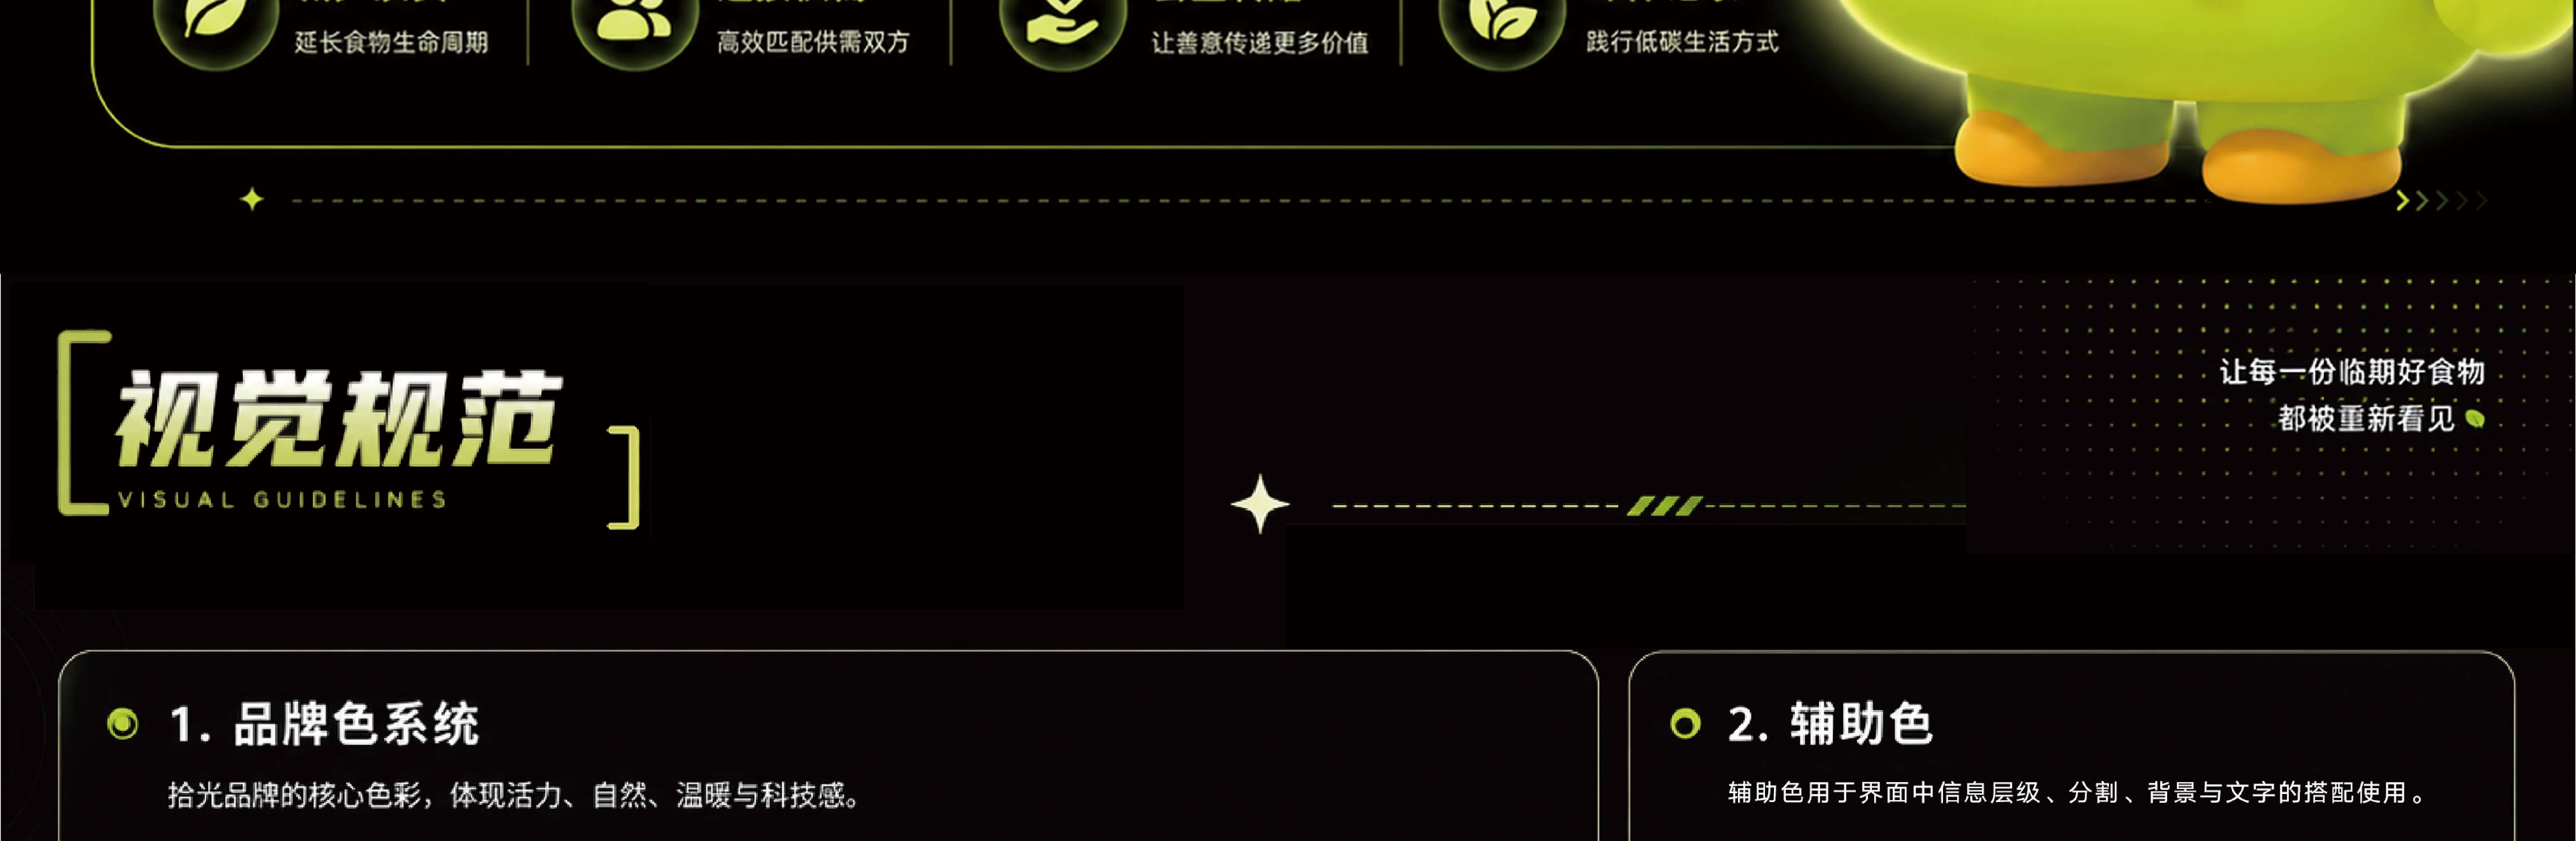 延长食物生命周期
高效匹配供需双方
让善意传递更多价值
践行低碳生活方式
视觉规范
VISUAL GUIDELINES
让每一份临期好食物
都被重新看见
1. 品牌色系统
拾光品牌的核心色彩，体现活力、自然、温暖与科技感。
2. 辅助色
辅助色用于界面中信息层级、分割、背景与文字的搭配使用。